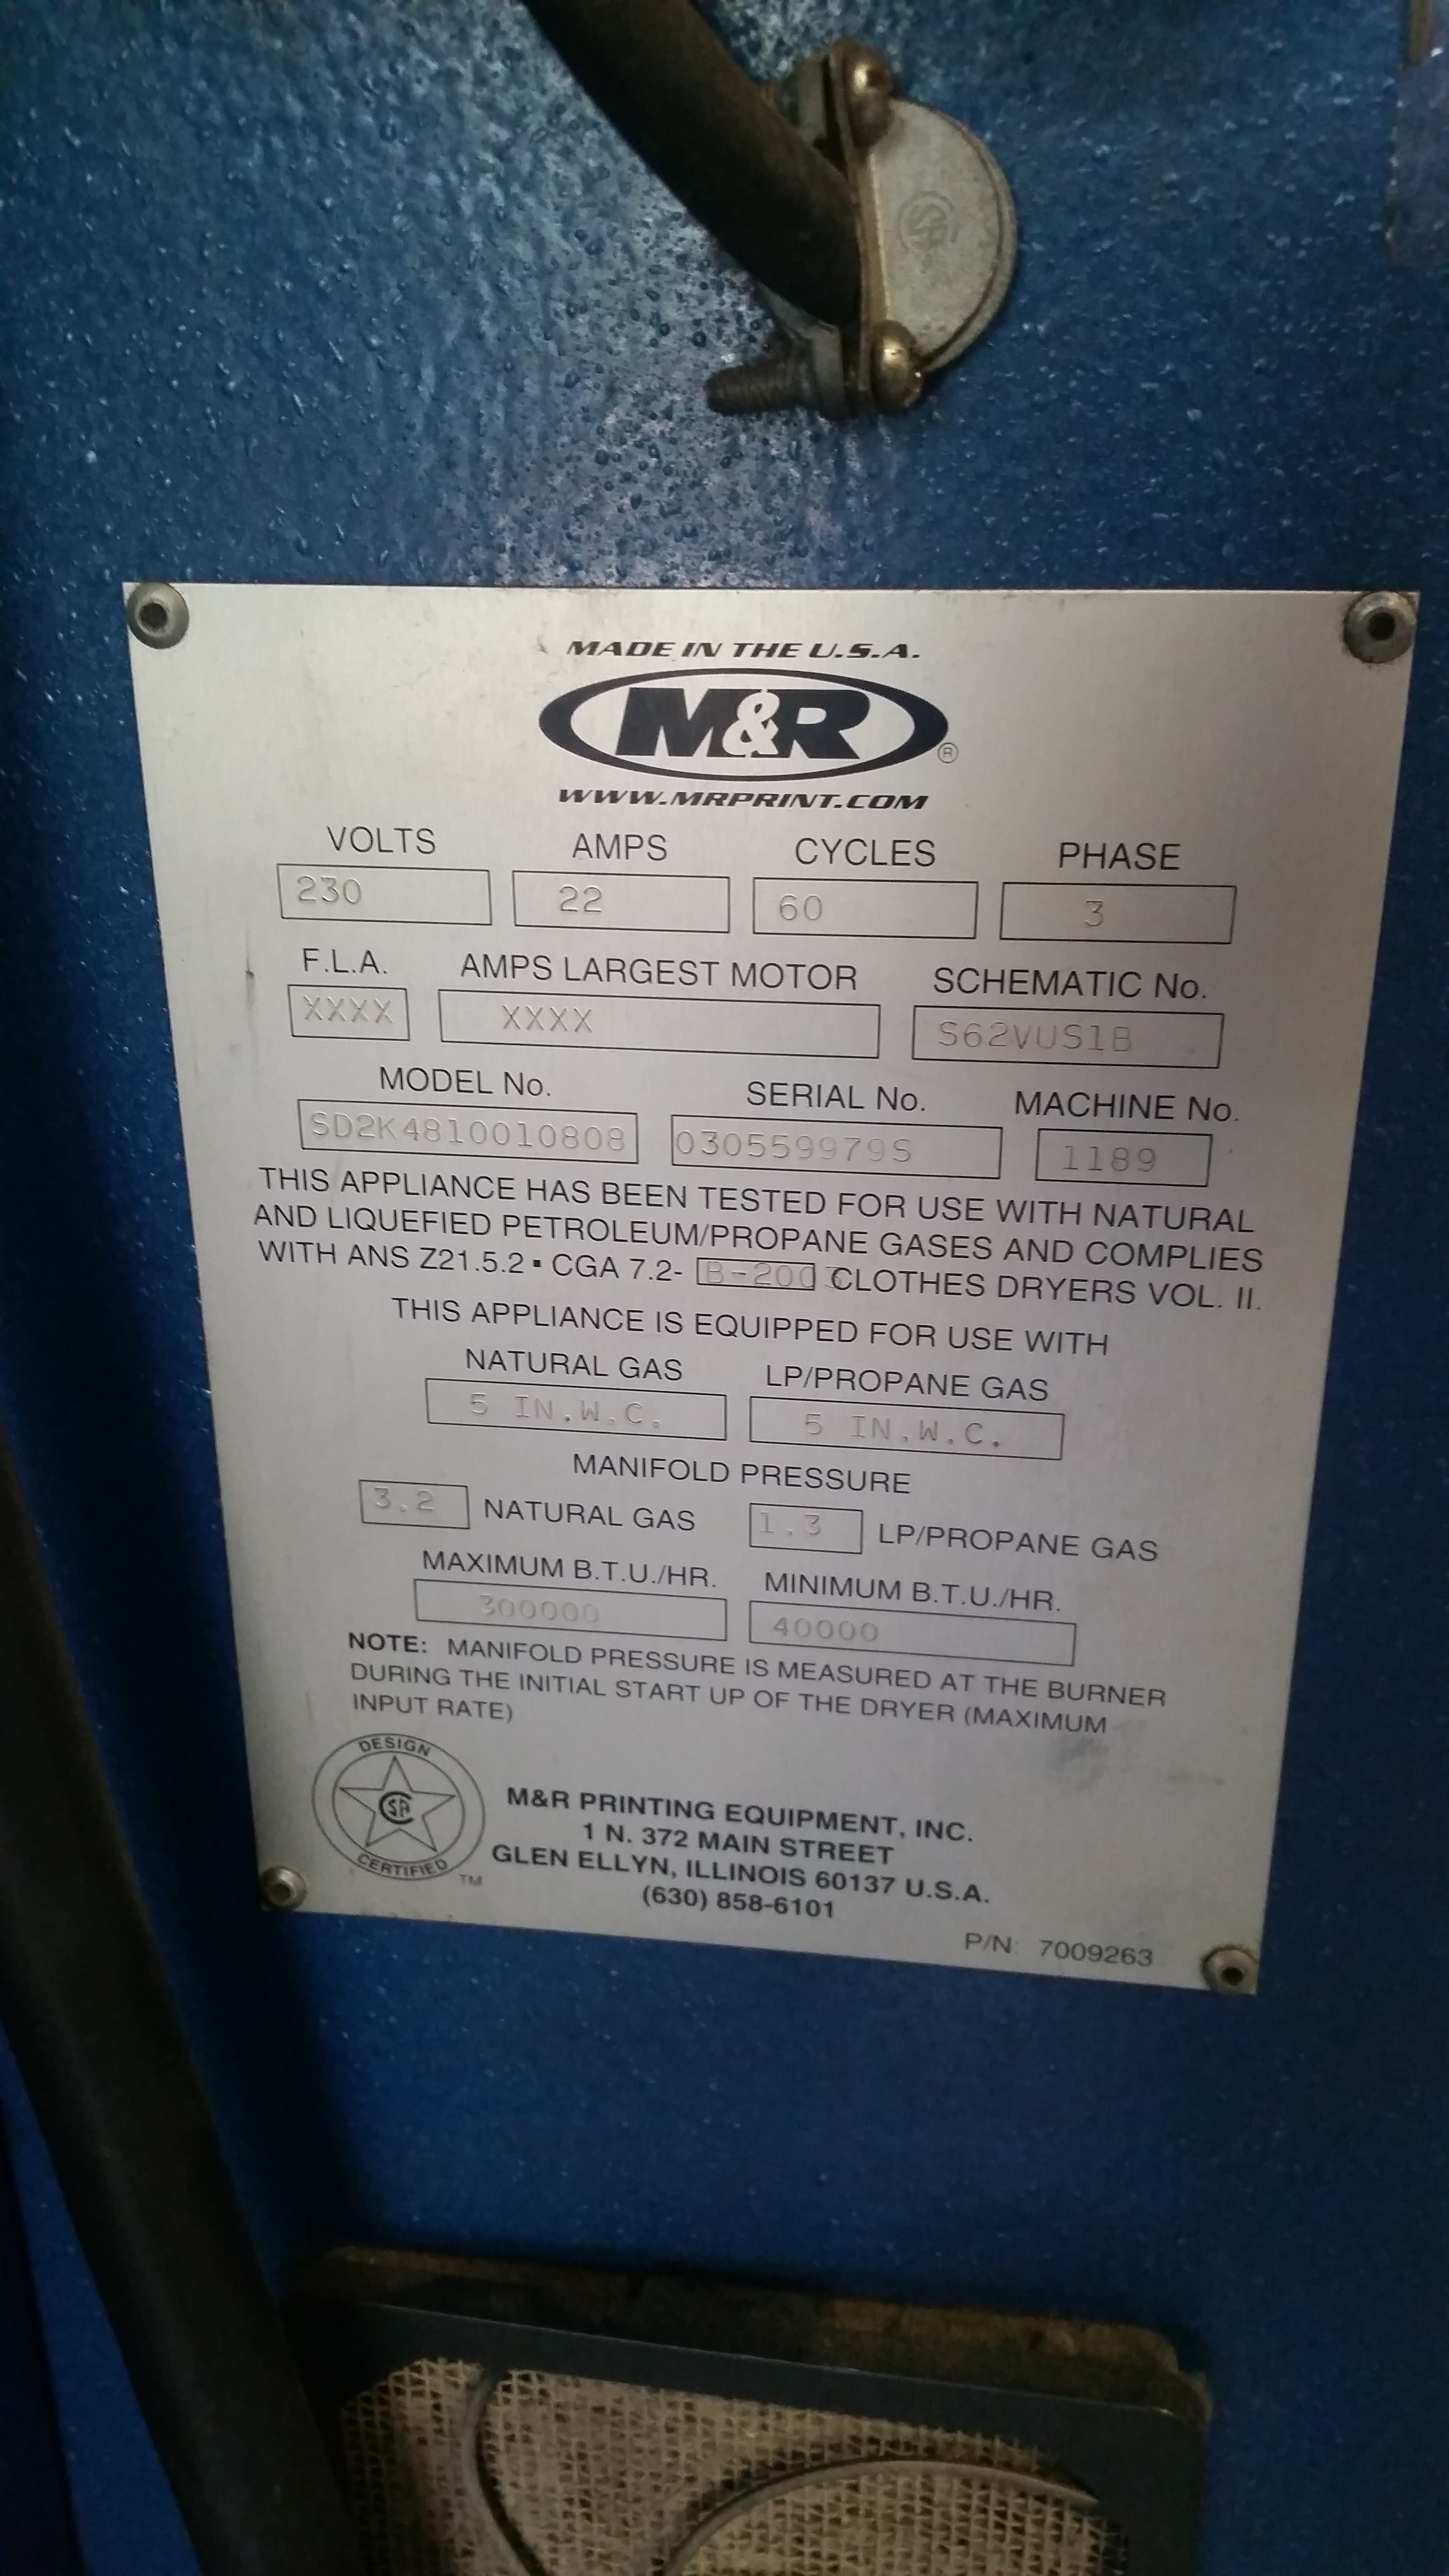 MADE IN THE U.S.A.
M&R ®
WWW.MRPRINT.COM
VOLTS AMPS CYCLES PHASE
230 22 60 3
F.L.A. AMPS LARGEST MOTOR SCHEMATIC No.
XXXX XXXX S62VUS1B
MODEL No. SERIAL No. MACHINE No.
SD2K4810010808 030559979S 1189
THIS APPLIANCE HAS BEEN TESTED FOR USE WITH NATURAL
AND LIQUEFIED PETROLEUM/PROPANE GASES AND COMPLIES
WITH ANS Z21.5.2 ▪ CGA 7.2- CLOTHES DRYERS VOL. II.
THIS APPLIANCE IS EQUIPPED FOR USE WITH
NATURAL GAS LP/PROPANE GAS
5 IN.W.C. 5 IN.W.C.
MANIFOLD PRESSURE
3.2 NATURAL GAS 1.3 LP/PROPANE GAS
MAXIMUM B.T.U./HR. MINIMUM B.T.U./HR.
300000 40000
NOTE: MANIFOLD PRESSURE IS MEASURED AT THE BURNER
DURING THE INITIAL START UP OF THE DRYER (MAXIMUM
INPUT RATE)
DESIGN
CSA
CERTIFIED TM
M&R PRINTING EQUIPMENT, INC.
1 N. 372 MAIN STREET
GLEN ELLYN, ILLINOIS 60137 U.S.A.
(630) 858-6101
P/N: 7009263